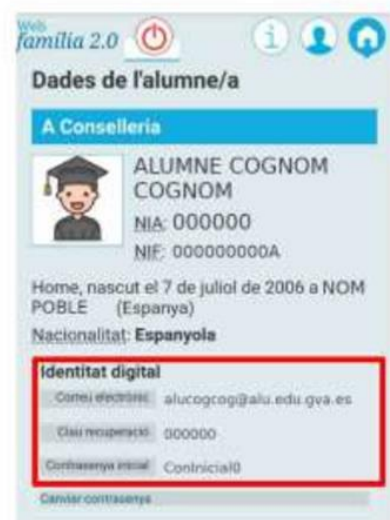 Web
família 2.0
Dades de l'alumne/a
A Conselleria
ALUMNE COGNOM
COGNOM
NIA: 000000
NIF: 000000000A
Home, nascut el 7 de juliol de 2006 a NOM
POBLE (Espanya)
Nacionalitat: Espanyola
Identitat digital
Correu electrònic alucogcog@alu.edu.gva.es
Clau recuperació 000000
Contrasenya inicial ConInicial0
Canviar contrasenya